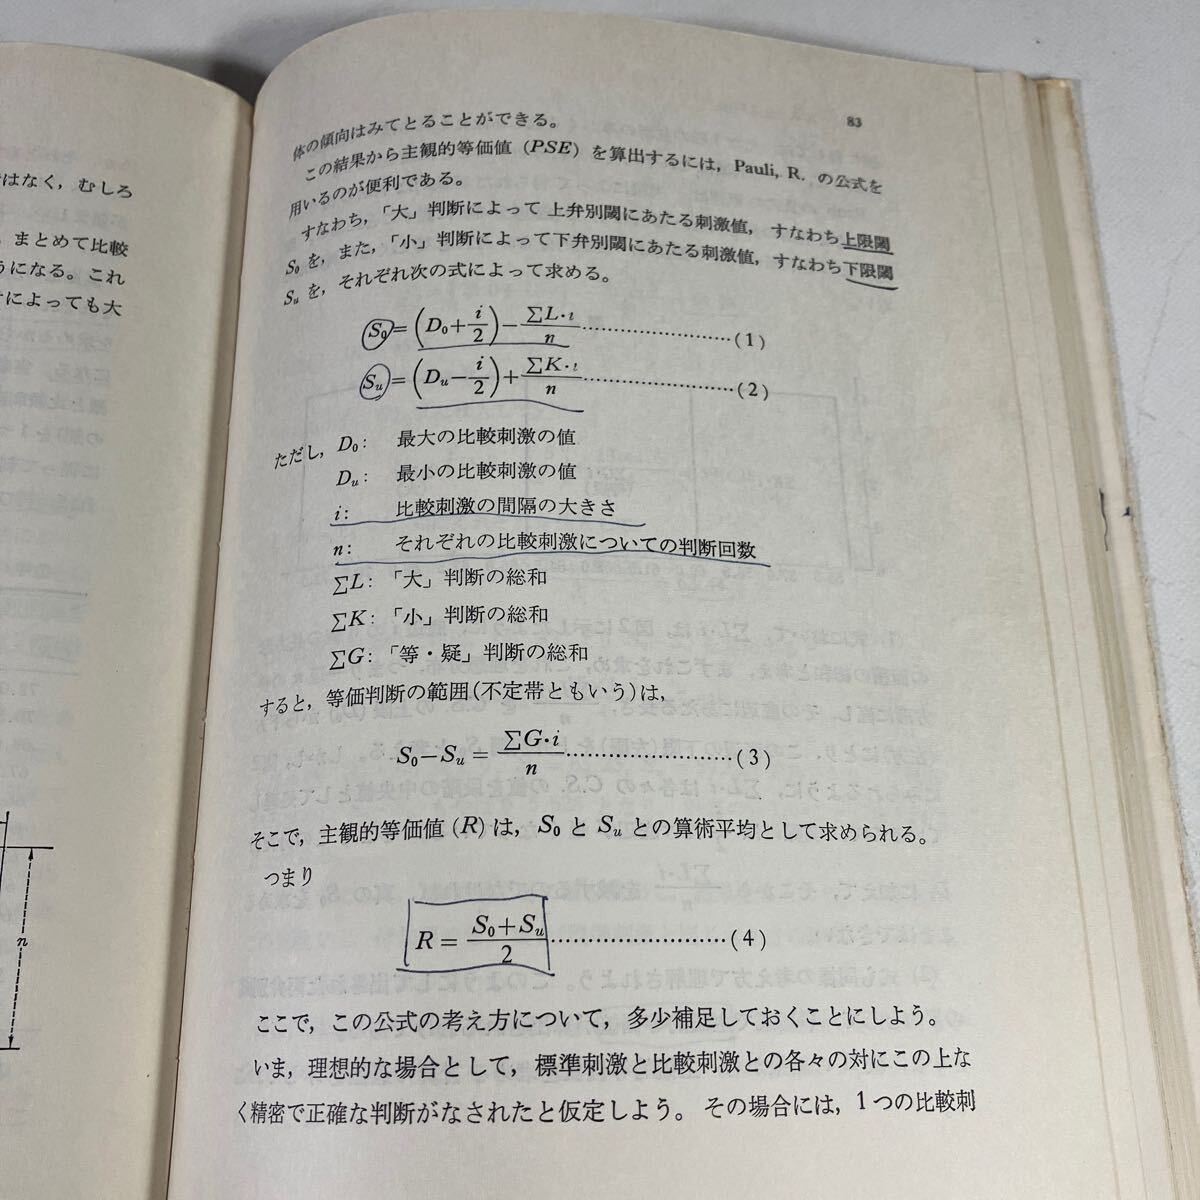 はなく，むしろ
まとめて比較
うになる。これ
によっても大
n
83
体の傾向はみてとることができる。
この結果から主観的等価値 (PSE) を算出するには，Pauli, R. の公式を
用いるのが便利である。
すなわち，「大」判断によって 上弁別閾にあたる刺激値，すなわち上限閾
S₀ を，また，「小」判断によって下弁別閾にあたる刺激値，すなわち下限閾
Sᵤ を，それぞれ次の式によって求める。
S₀=(D₀+i/2)−ΣL·i/n……………………(1)
Sᵤ=(Dᵤ−i/2)+ΣK·i/n……………………(2)
ただし，D₀: 最大の比較刺激の値
Dᵤ: 最小の比較刺激の値
i: 比較刺激の間隔の大きさ
n: それぞれの比較刺激についての判断回数
ΣL: 「大」判断の総和
ΣK: 「小」判断の総和
ΣG: 「等・疑」判断の総和
すると，等価判断の範囲(不定帯ともいう)は，
S₀−Sᵤ=ΣG·i/n……………………(3)
そこで，主観的等価値 (R) は，S₀ と Sᵤ との算術平均として求められる。
つまり
R=S₀+Sᵤ/2……………………(4)
ここで，この公式の考え方について，多少補足しておくことにしよう。
いま，理想的な場合として，標準刺激と比較刺激との各々の対にこの上な
く精密で正確な判断がなされたと仮定しよう。その場合には，1つの比較刺